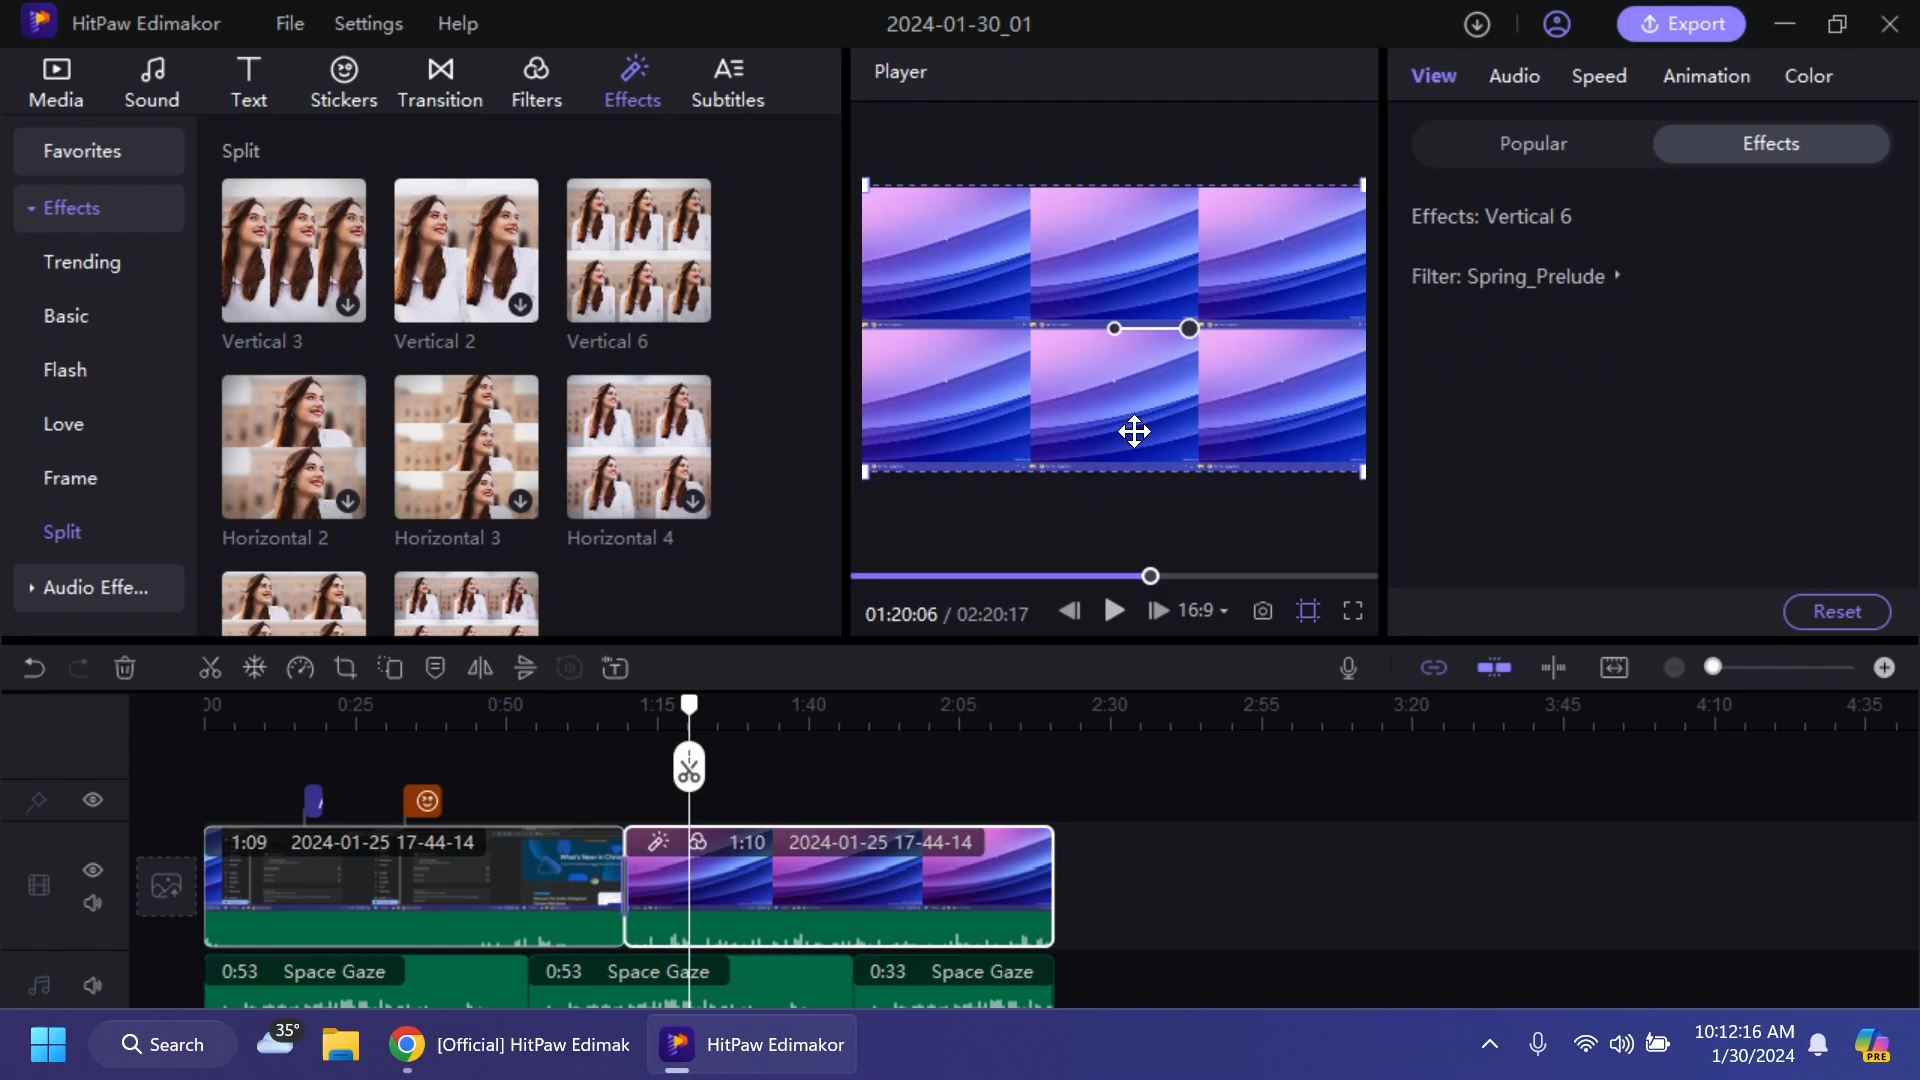 HitPaw Edimakor
File
Settings
Help
2024-01-30_01
Export
Media
Sound
Text
Stickers
Transition
Filters
Effects
Subtitles
Player
View
Audio
Speed
Animation
Color
Favorites
Effects
Trending
Basic
Flash
Love
Frame
Split
Audio Effe...
Split
Vertical 3
Vertical 2
Vertical 6
Horizontal 2
Horizontal 3
Horizontal 4
01:20:06 / 02:20:17
16:9
Popular
Effects
Effects: Vertical 6
Filter: Spring_Prelude
Reset
00
0:25
0:50
1:15
1:40
2:05
2:30
2:55
3:20
3:45
4:10
4:35
1:09 2024-01-25 17-44-14
1:10 2024-01-25 17-44-14
0:53 Space Gaze
0:53 Space Gaze
0:33 Space Gaze
35°
Search
[Official] HitPaw Edimak
HitPaw Edimakor
10:12:16 AM
1/30/2024
PRE